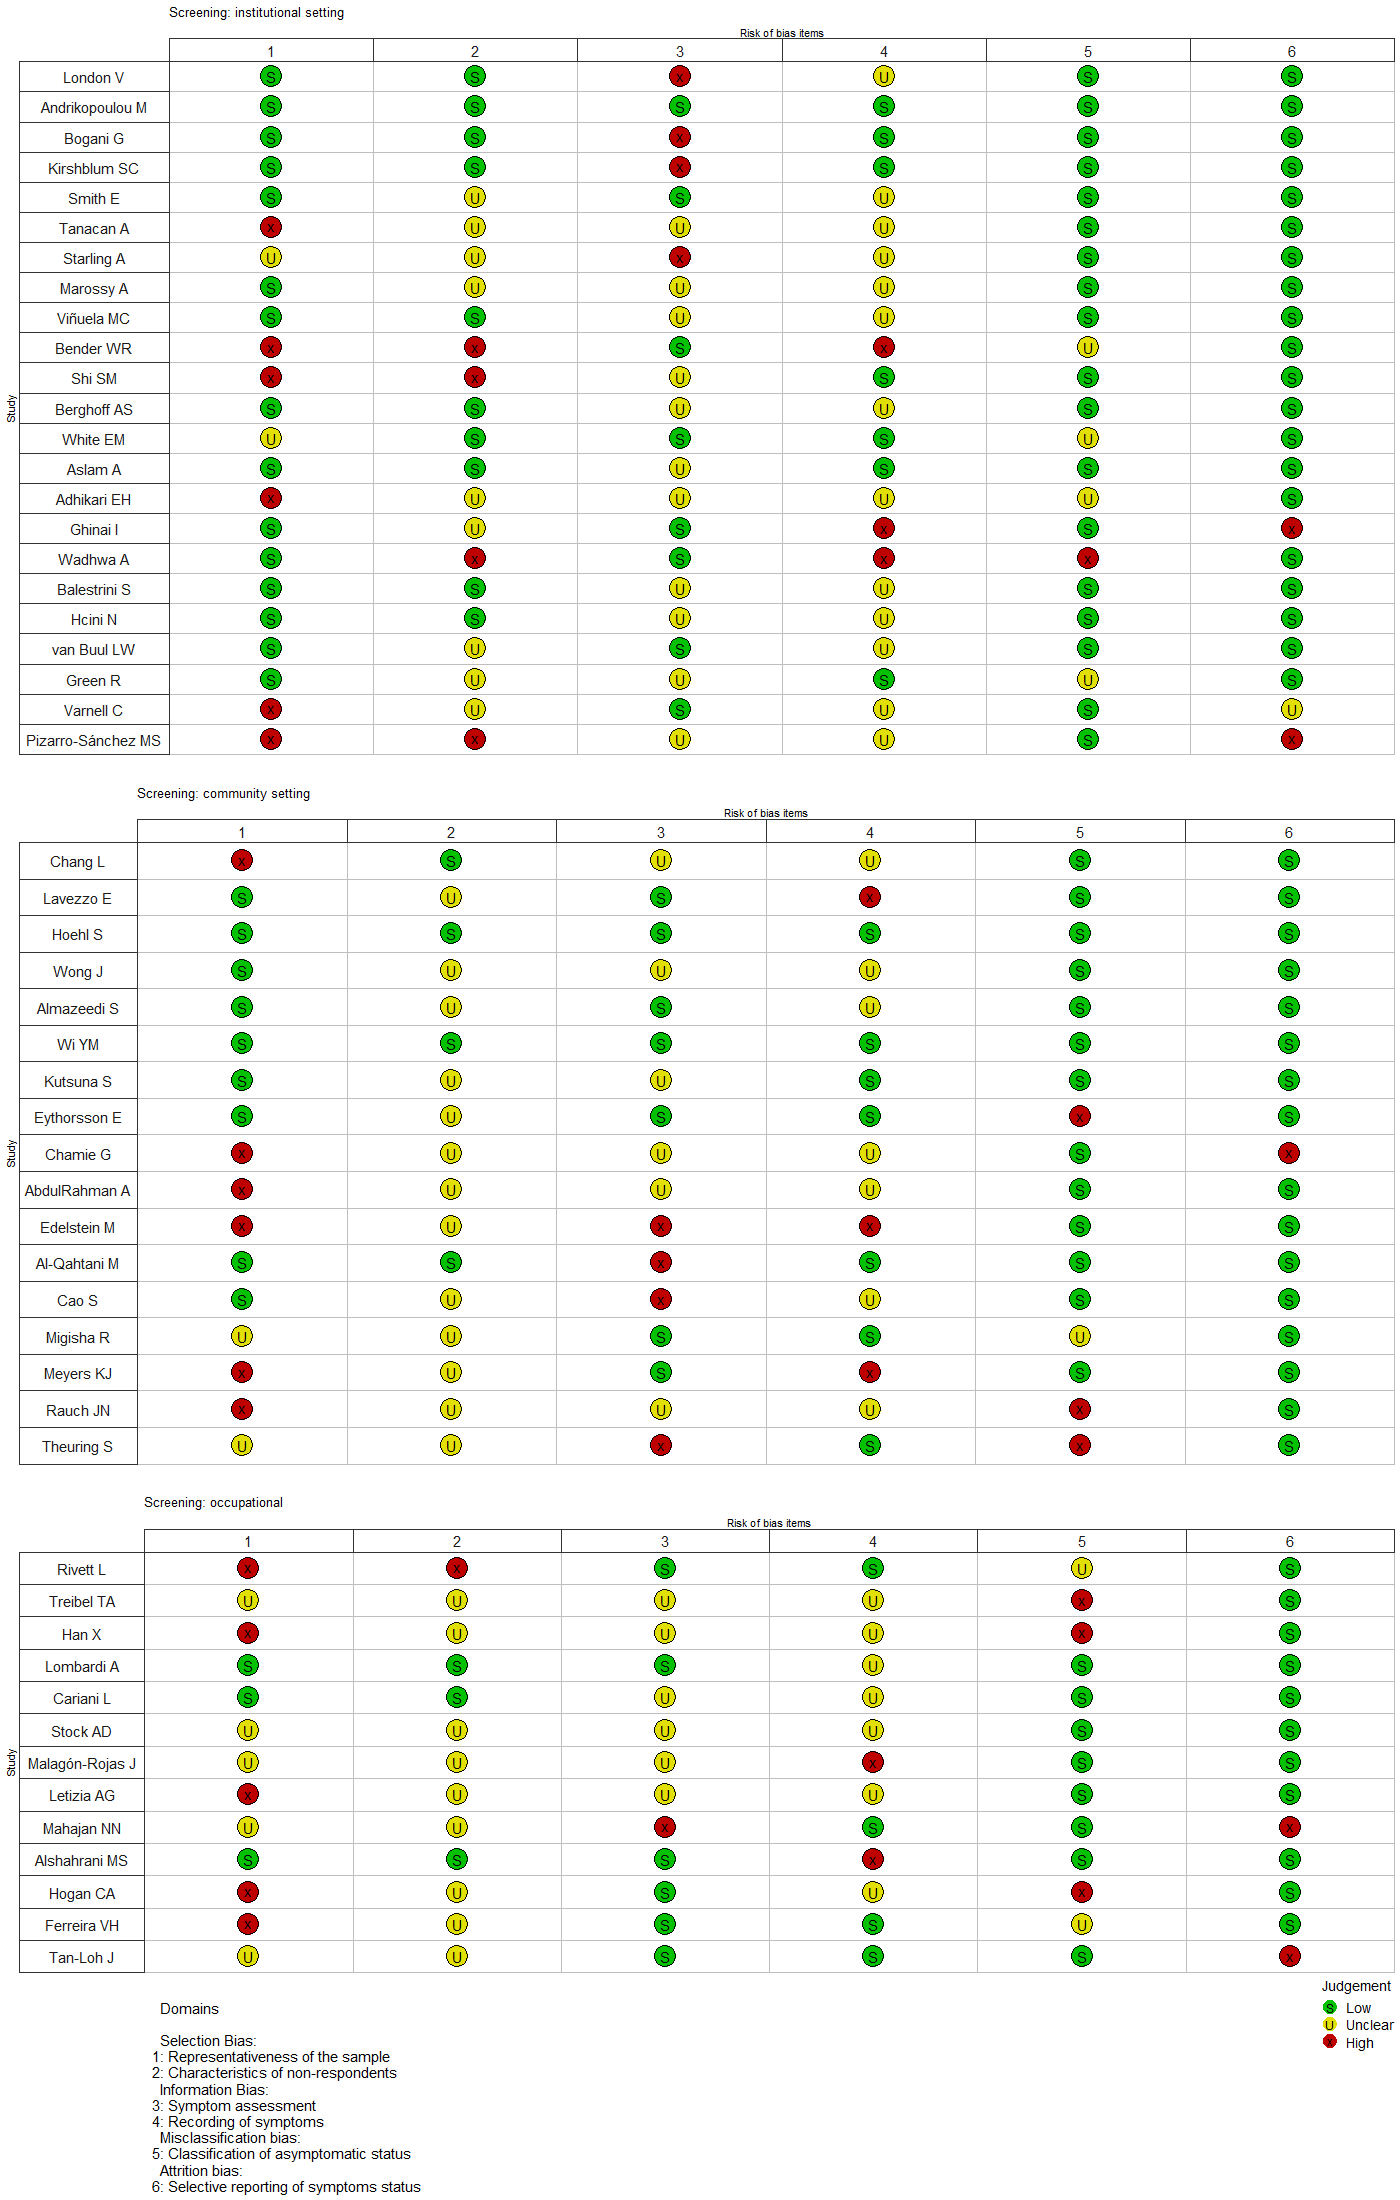 Screening: institutional setting
Risk of bias items
1 2 3 4 5 6
Study
London V S S x U S S
Andrikopoulou M S S S S S S
Bogani G S S x S S S
Kirshblum SC S S x S S S
Smith E S U S U S S
Tanacan A x U U U S S
Starling A U U x U S S
Marossy A S U U U S S
Viñuela MC S S U U S S
Bender WR x x S x U S
Shi SM x x U S S S
Berghoff AS S S U U S S
White EM U S S S U S
Aslam A S S U S S S
Adhikari EH x U U U U S
Ghinai I S U S x S x
Wadhwa A S x S x x S
Balestrini S S S U U S S
Hcini N S S U U S S
van Buul LW S U S U S S
Green R S U U S U S
Varnell C x U S U S U
Pizarro-Sánchez MS x x U U S x
Screening: community setting
Risk of bias items
1 2 3 4 5 6
Study
Chang L x S U U S S
Lavezzo E S U S x S S
Hoehl S S S S S S S
Wong J S U U U S S
Almazeedi S S U S U S S
Wi YM S S S S S S
Kutsuna S S U U S S S
Eythorsson E S U S S x S
Chamie G x U U U S x
AbdulRahman A x U U U S S
Edelstein M x U x x S S
Al-Qahtani M S S x S S S
Cao S S U x U S S
Migisha R U U S S U S
Meyers KJ x U S x S S
Rauch JN x U U U x S
Theuring S U U x S x S
Screening: occupational
Risk of bias items
1 2 3 4 5 6
Study
Rivett L x x S S U S
Treibel TA U U U U x S
Han X x U U U x S
Lombardi A S S S U S S
Cariani L S S U U S S
Stock AD U U U U S S
Malagón-Rojas J U U U x S S
Letizia AG x U U U S S
Mahajan NN U U x S S x
Alshahrani MS S S S x S S
Hogan CA x U S U x S
Ferreira VH x U S S U S
Tan-Loh J U U S S S x
Judgement
S Low
U Unclear
x High
Domains
Selection Bias:
1: Representativeness of the sample
2: Characteristics of non-respondents
Information Bias:
3: Symptom assessment
4: Recording of symptoms
Misclassification bias:
5: Classification of asymptomatic status
Attrition bias:
6: Selective reporting of symptoms status